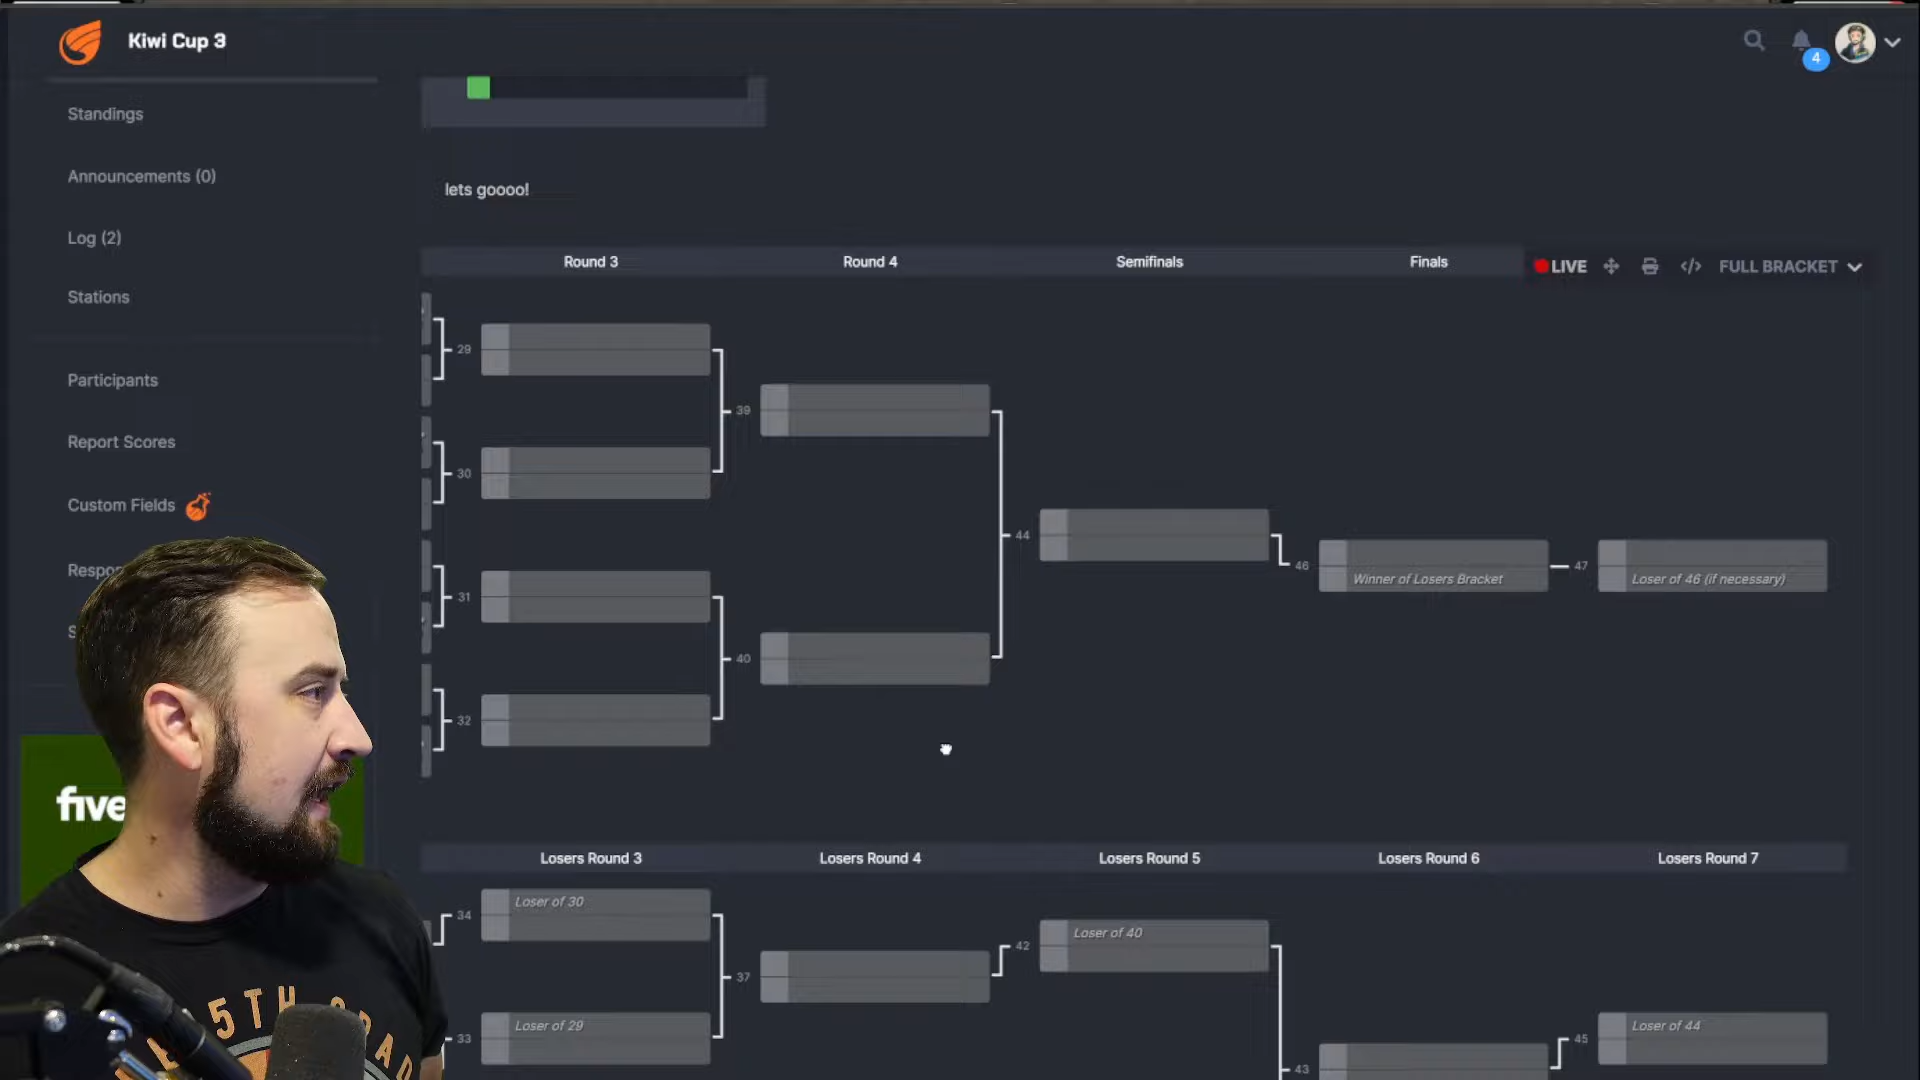 Kiwi Cup 3
4
Standings
Announcements (0)
Log (2)
Stations
Participants
Report Scores
Custom Fields
lets goooo!
Round 3
Round 4
Semifinals
Finals
LIVE
</>
FULL BRACKET
29
30
31
32
39
40
44
46
Winner of Losers Bracket
47
Loser of 46 (if necessary)
Losers Round 3
Losers Round 4
Losers Round 5
Losers Round 6
Losers Round 7
34
Loser of 30
33
Loser of 29
37
42
Loser of 40
43
45
Loser of 44
five
5TH